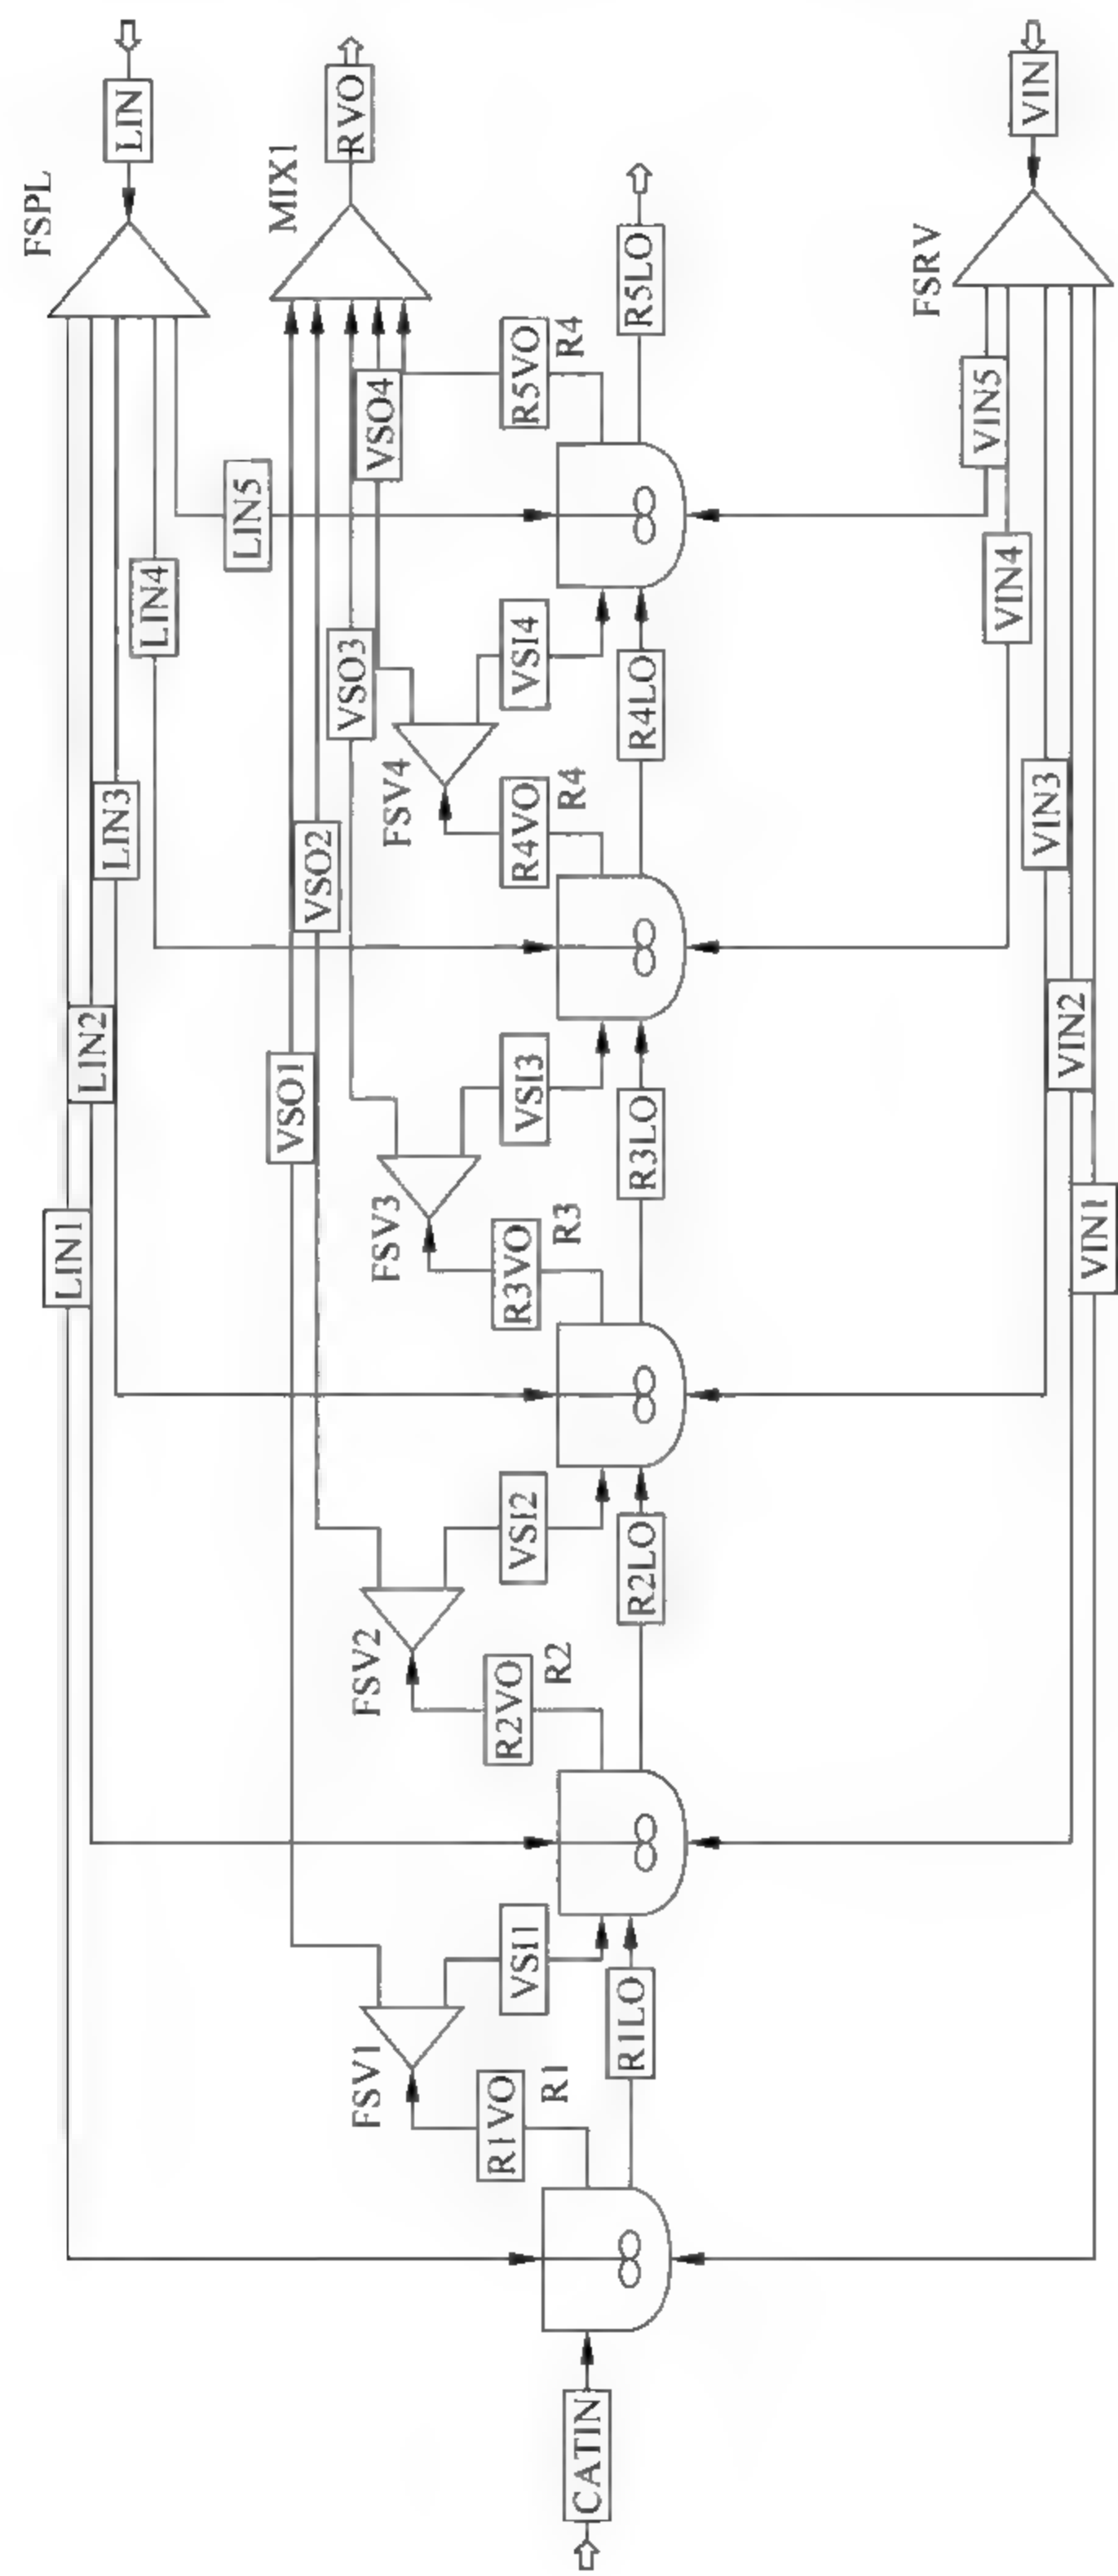 FSPL
LIN
LIN1
LIN2
LIN3
LIN4
LIN5
MIX1
RVO
VSO1
VSO2
VSO3
VSO4
FSV1
FSV2
FSV3
FSV4
R1VO
R2VO
R3VO
R4VO
R5VO
VSI1
VSI2
VSI3
VSI4
R1
R2
R3
R4
R4
CATIN
R1LO
R2LO
R3LO
R4LO
R5LO
FSRV
VIN
VIN1
VIN2
VIN3
VIN4
VIN5